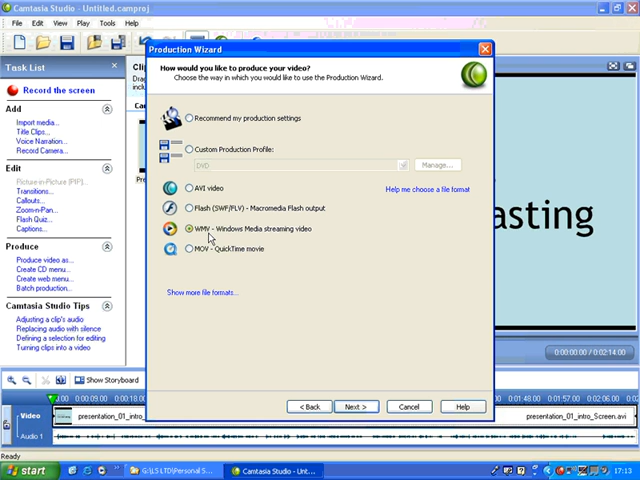 Camtasia Studio - Untitled.camproj
File Edit View Play Tools Help
Task List
Record the screen
Add
Import media...
Title Clips...
Voice Narration...
Record Camera...
Edit
Picture-in-Picture (PIP)...
Transitions...
Callouts...
Zoom-n-Pan...
Flash Quiz...
Captions...
Produce
Produce video as...
Create CD menu...
Create web menu...
Batch production...
Camtasia Studio Tips
Adjusting a clip's audio
Replacing audio with silence
Defining a selection for editing
Turning clips into a video
Production Wizard
How would you like to produce your video?
Choose the way in which you would like to use the Production Wizard.
Recommend my production settings
Custom Production Profile:
DVD
Manage...
AVI video
Help me choose a file format
Flash (SWF/FLV) - Macromedia Flash output
WMV - Windows Media streaming video
MOV - QuickTime movie
Show more file formats...
< Back
Next >
Cancel
Help
asting
0:00:00.00 / 0:02:14.00
Show Storyboard
Video
presentation_01_intro_
presentation_01_intro_Screen.avi
Audio 1
Ready
start
G:\LS LTD\Personal S...
Camtasia Studio - Unt...
17:13